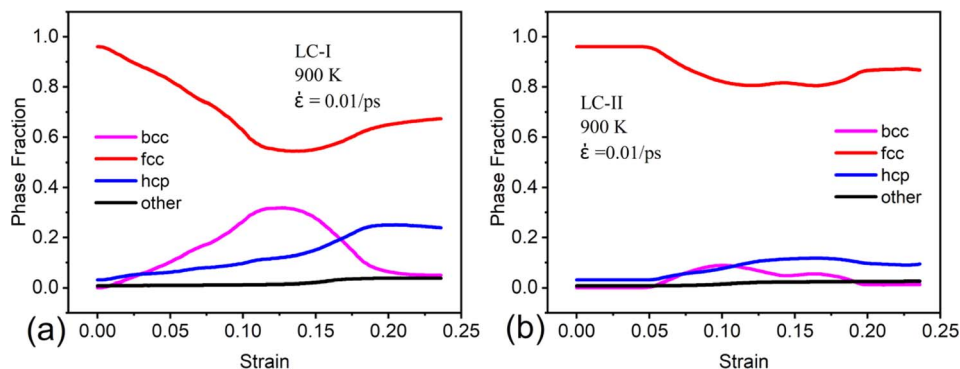 1.0
0.8
0.6
0.4
0.2
0.0
Phase Fraction
LC-I
900 K
ε̇ = 0.01/ps
bcc
fcc
hcp
other
0.00 0.05 0.10 0.15 0.20 0.25
(a)
Strain
1.0
0.8
0.6
0.4
0.2
0.0
Phase Fraction
LC-II
900 K
ε̇ =0.01/ps
bcc
fcc
hcp
other
0.00 0.05 0.10 0.15 0.20 0.25
(b)
Strain